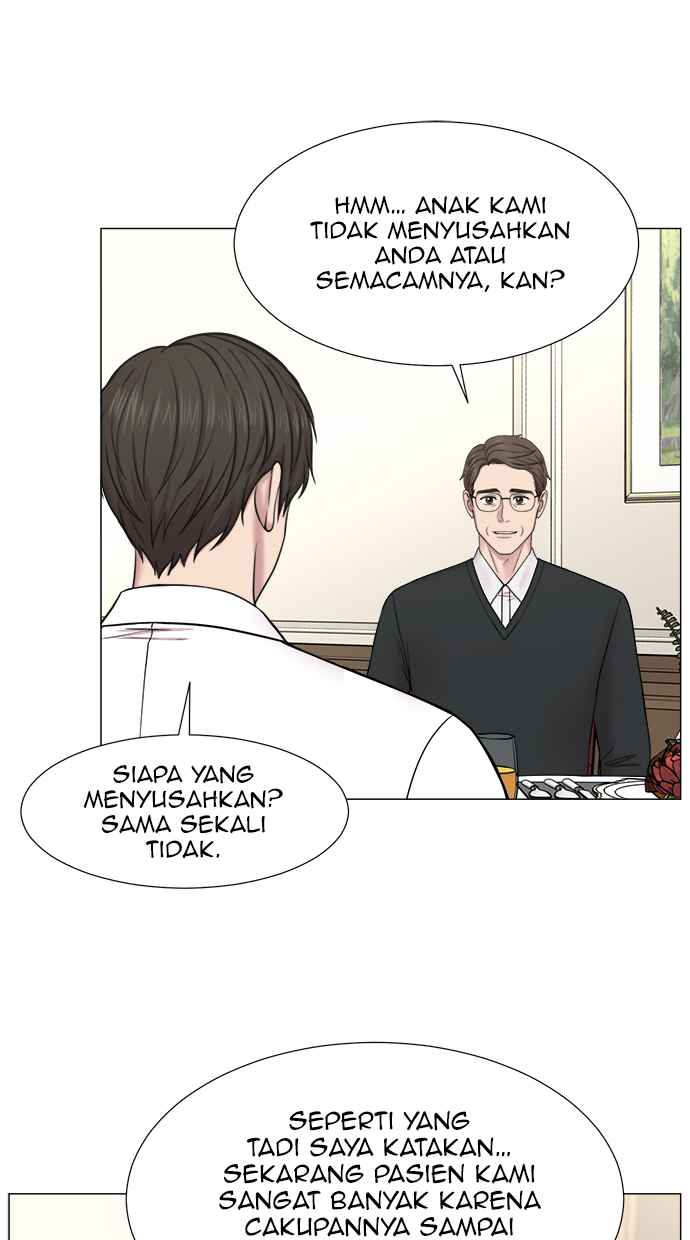 HMM... ANAK KAMI
TIDAK MENYUSAHKAN
ANDA ATAU
SEMACAMNYA, KAN?
SIAPA YANG
MENYUSAHKAN?
SAMA SEKALI
TIDAK.
SEPERTI YANG
TADI SAYA KATAKAN...
SEKARANG PASIEN KAMI
SANGAT BANYAK KARENA
CAKUPANNYA SAMPAI